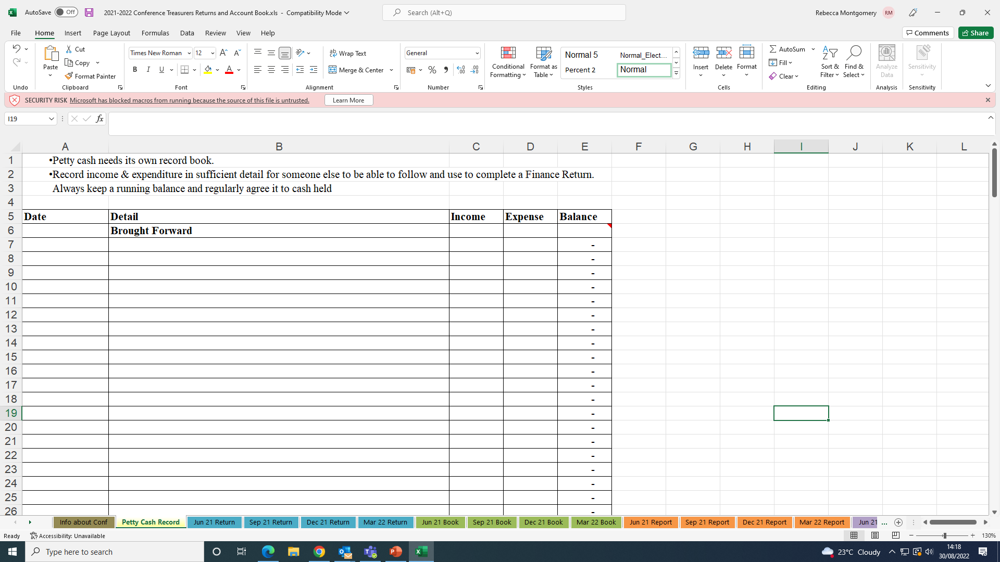 AutoSave Off 2021-2022 Conference Treasurers Returns and Account Book.xls - Compatibility Mode Search (Alt+Q) Rebecca Montgomery RM
File Home Insert Page Layout Formulas Data Review View Help Comments Share
Paste Cut Copy Format Painter
Times New Roman 12
B I U A
Wrap Text
Merge & Center
General
Conditional Formatting Format as Table
Normal 5 Normal_Elect... Percent 2 Normal
Insert Delete Format
AutoSum Fill Clear
Sort & Filter Find & Select
Analyze Data
Sensitivity
Undo Clipboard Font Alignment Number Styles Cells Editing Analysis Sensitivity
SECURITY RISK Microsoft has blocked macros from running because the source of this file is untrusted. Learn More
I19 fx
A B C D E F G H I J K L
1 •Petty cash needs its own record book.
2 •Record income & expenditure in sufficient detail for someone else to be able to follow and use to complete a Finance Return.
3 Always keep a running balance and regularly agree it to cash held
4
5 Date Detail Income Expense Balance
6 Brought Forward
7 -
8 -
9 -
10 -
11 -
12 -
13 -
14 -
15 -
16 -
17 -
18 -
19 -
20 -
21 -
22 -
23 -
24 -
25 -
26 -
Info about Conf Petty Cash Record Jun 21 Return Sep 21 Return Dec 21 Return Mar 22 Return Jun 21 Book Sep 21 Book Dec 21 Book Mar 22 Book Jun 21 Report Sep 21 Report Dec 21 Report Mar 22 Report Jun 21 ...
Ready Accessibility: Unavailable 130%
Type here to search 23°C Cloudy 14:18
30/08/2022